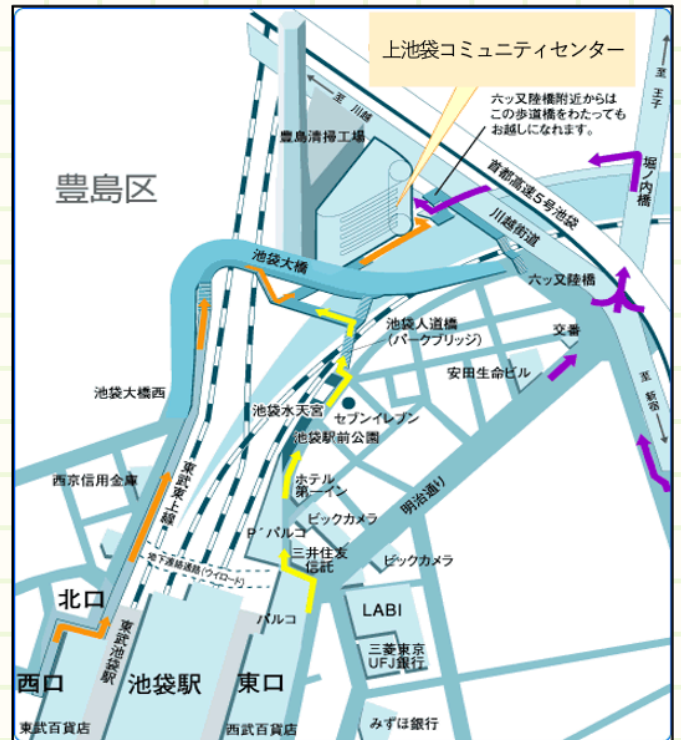 上池袋コミュニティセンター
至 王子
六ッ又陸橋附近からは
この歩道橋をわたっても
お越しになれます。
至 川越
豊島清掃工場
豊島区
首都高速5号池袋
堀ノ内橋
川越街道
池袋大橋
六ッ又陸橋
池袋人道橋
(パークブリッジ)
交番
安田生命ビル
至 新宿
池袋大橋西
池袋水天宮
セブンイレブン
池袋駅前公園
西京信用金庫
東武東上線
ホテル
第一イン
明治通り
ビックカメラ
P´パルコ
三井住友
信託
ビックカメラ
地下連絡通路(ウイロード)
北口
パルコ
LABI
東武池袋駅
三菱東京
UFJ銀行
西口
池袋駅
東口
東武百貨店
西武百貨店
みずほ銀行